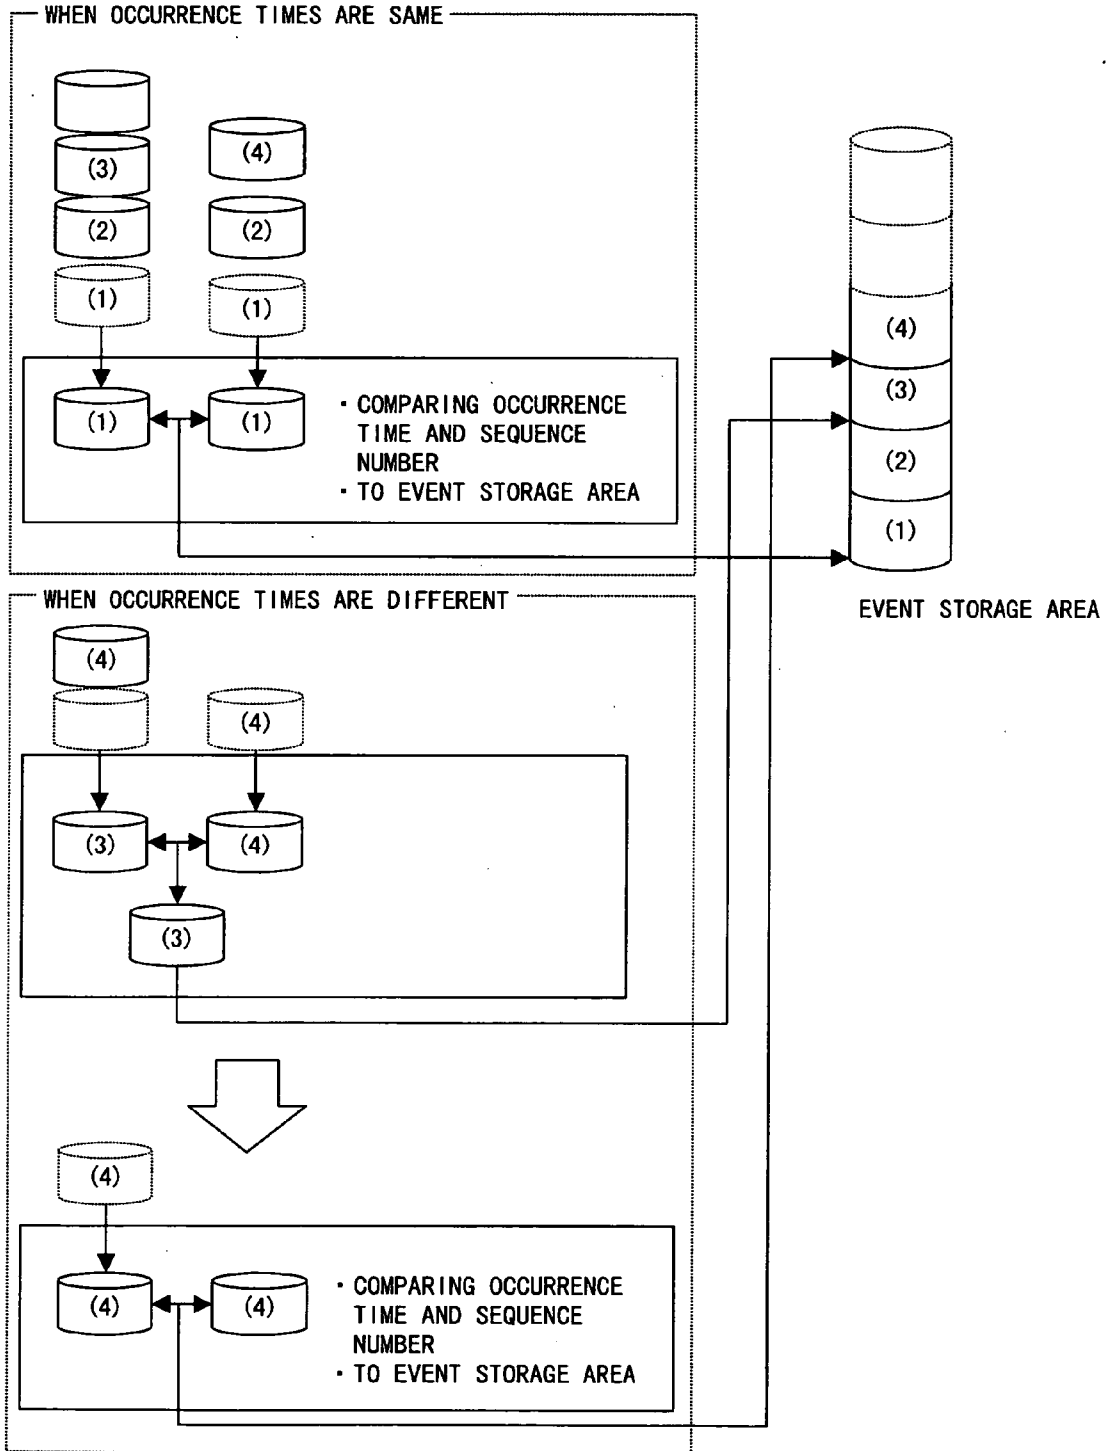 WHEN OCCURRENCE TIMES ARE SAME
(3)
(4)
(2)
(2)
(1)
(1)
(1)
(1)
・COMPARING OCCURRENCE
TIME AND SEQUENCE
NUMBER
・TO EVENT STORAGE AREA
(4)
(3)
(2)
(1)
EVENT STORAGE AREA
WHEN OCCURRENCE TIMES ARE DIFFERENT
(4)
(4)
(3)
(4)
(3)
(4)
(4)
(4)
・COMPARING OCCURRENCE
TIME AND SEQUENCE
NUMBER
・TO EVENT STORAGE AREA